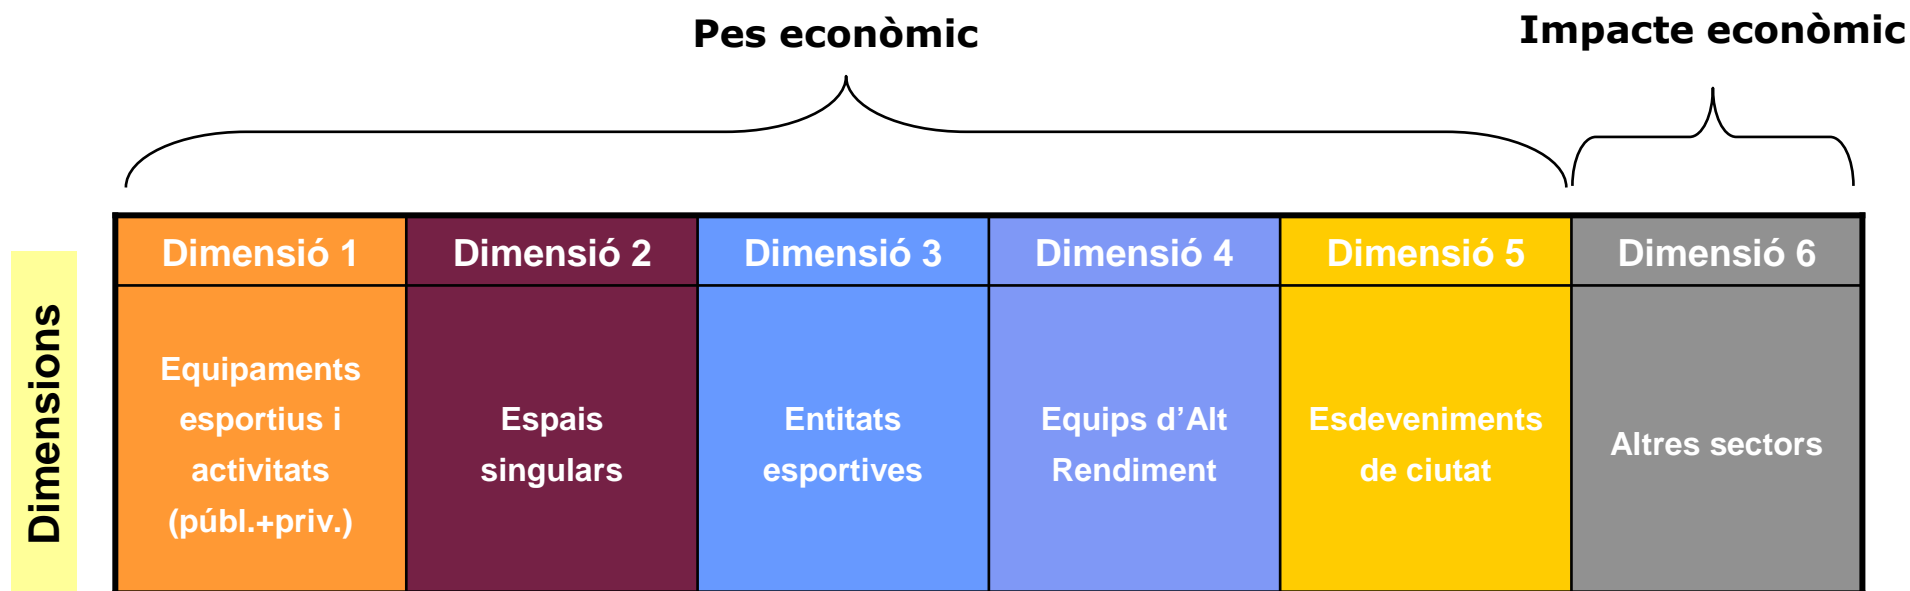 Pes econòmic
Impacte econòmic
Dimensions
Dimensió 1
Dimensió 2
Dimensió 3
Dimensió 4
Dimensió 5
Dimensió 6
Equipaments
esportius i
activitats
(públ.+priv.)
Espais
singulars
Entitats
esportives
Equips d’Alt
Rendiment
Esdeveniments
de ciutat
Altres sectors